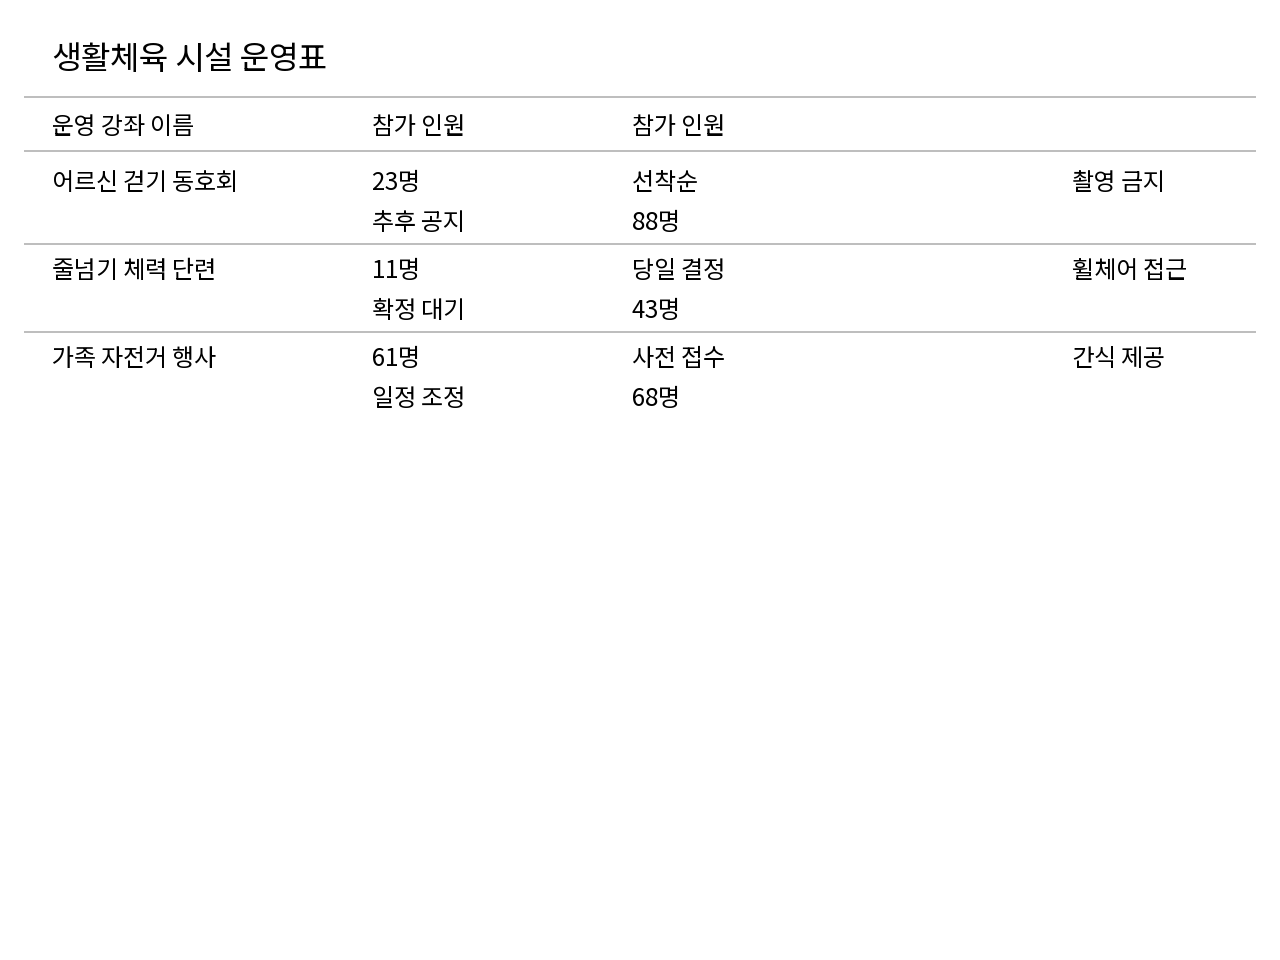 생활체육 시설 운영표
운영 강좌 이름 참가 인원 참가 인원
어르신 걷기 동호회 23명 선착순 촬영 금지
추후 공지 88명
줄넘기 체력 단련 11명 당일 결정 휠체어 접근
확정 대기 43명
가족 자전거 행사 61명 사전 접수 간식 제공
일정 조정 68명